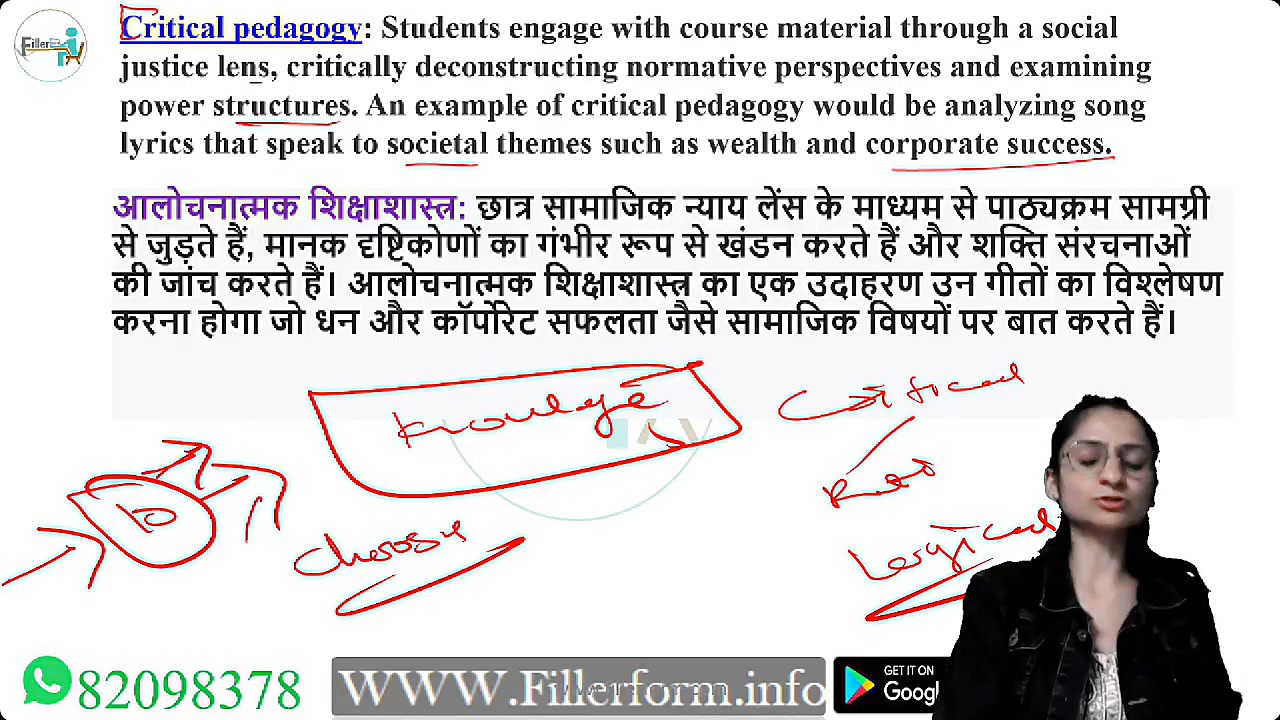 Filler
Critical pedagogy: Students engage with course material through a social
justice lens, critically deconstructing normative perspectives and examining
power structures. An example of critical pedagogy would be analyzing song
lyrics that speak to societal themes such as wealth and corporate success.
आलोचनात्मक शिक्षाशास्त्र: छात्र सामाजिक न्याय लेंस के माध्यम से पाठ्यक्रम सामग्री
से जुड़ते हैं, मानक दृष्टिकोणों का गंभीर रूप से खंडन करते हैं और शक्ति संरचनाओं
की जांच करते हैं। आलोचनात्मक शिक्षाशास्त्र का एक उदाहरण उन गीतों का विश्लेषण
करना होगा जो धन और कॉर्पोरेट सफलता जैसे सामाजिक विषयों पर बात करते हैं।
Critical
10
82098378
WWW.Fillerform.info
GET IT ON
Googl